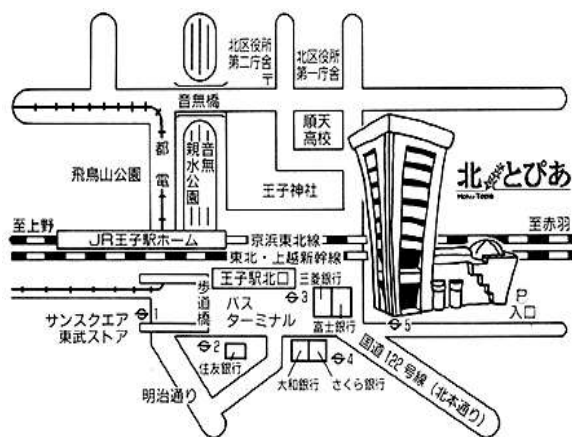 北区役所
第二庁舎
〒
北区役所
第一庁舎
音無橋
順天
高校
都電
音無
親水公園
飛鳥山公園
王子神社
北とぴあ
Hoku Topia
至上野
JR王子駅ホーム
京浜東北線
至赤羽
東北・上越新幹線
王子駅北口
三菱銀行
歩道橋
バス
ターミナル
3
富士銀行
P
入口
1
サンスクエア
東武ストア
5
2
住友銀行
4
大和銀行
さくら銀行
明治通り
国道122号線(北本通り)